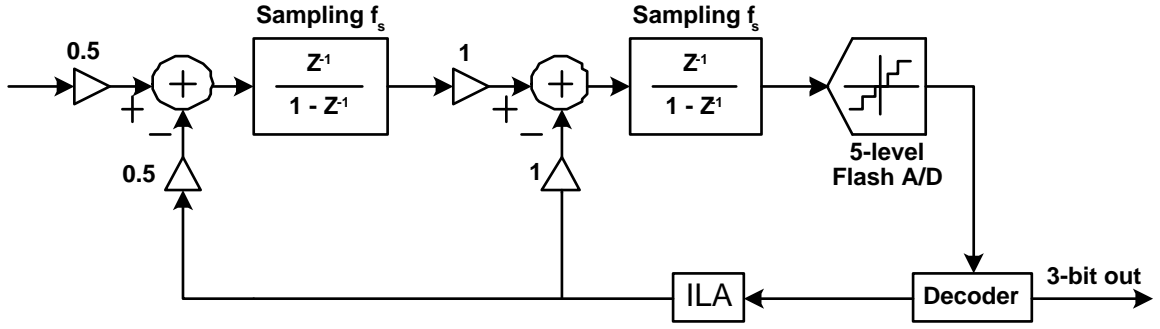 Sampling fs
Sampling fs
0.5
+
Z-1
1 - Z-1
1
+
Z-1
1 - Z-1
+
−
+
−
0.5
1
5-level
Flash A/D
ILA
Decoder
3-bit out